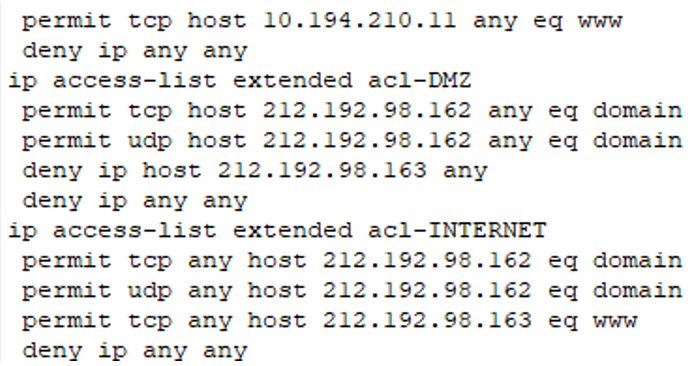 permit tcp host 10.194.210.11 any eq www
deny ip any any
ip access-list extended acl-DMZ
permit tcp host 212.192.98.162 any eq domain
permit udp host 212.192.98.162 any eq domain
deny ip host 212.192.98.163 any
deny ip any any
ip access-list extended acl-INTERNET
permit tcp any host 212.192.98.162 eq domain
permit udp any host 212.192.98.162 eq domain
permit tcp any host 212.192.98.163 eq www
deny ip any any